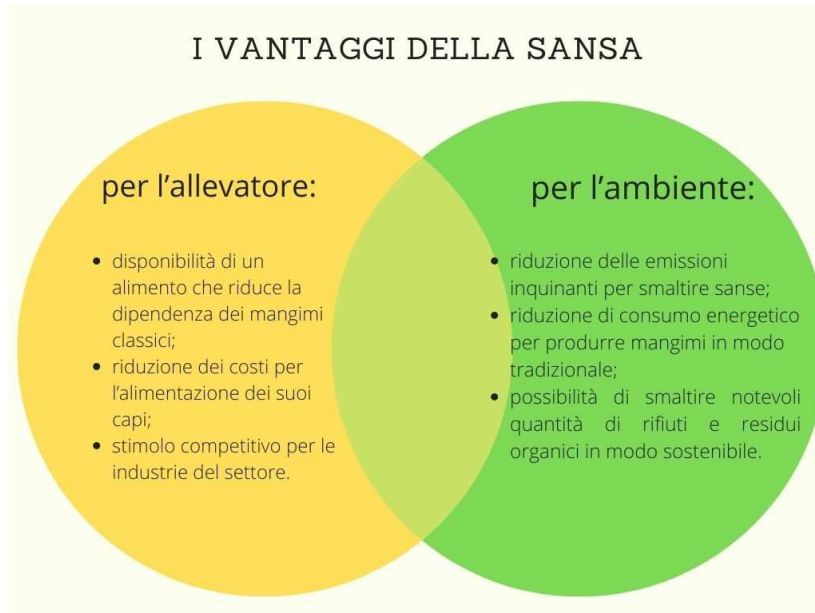 I VANTAGGI DELLA SANSA
per l'allevatore:
• disponibilità di un
alimento che riduce la
dipendenza dei mangimi
classici;
• riduzione dei costi per
l'alimentazione dei suoi
capi;
• stimolo competitivo per le
industrie del settore.
per l'ambiente:
• riduzione delle emissioni
inquinanti per smaltire sanse;
• riduzione di consumo energetico
per produrre mangimi in modo
tradizionale;
• possibilità di smaltire notevoli
quantità di rifiuti e residui
organici in modo sostenibile.